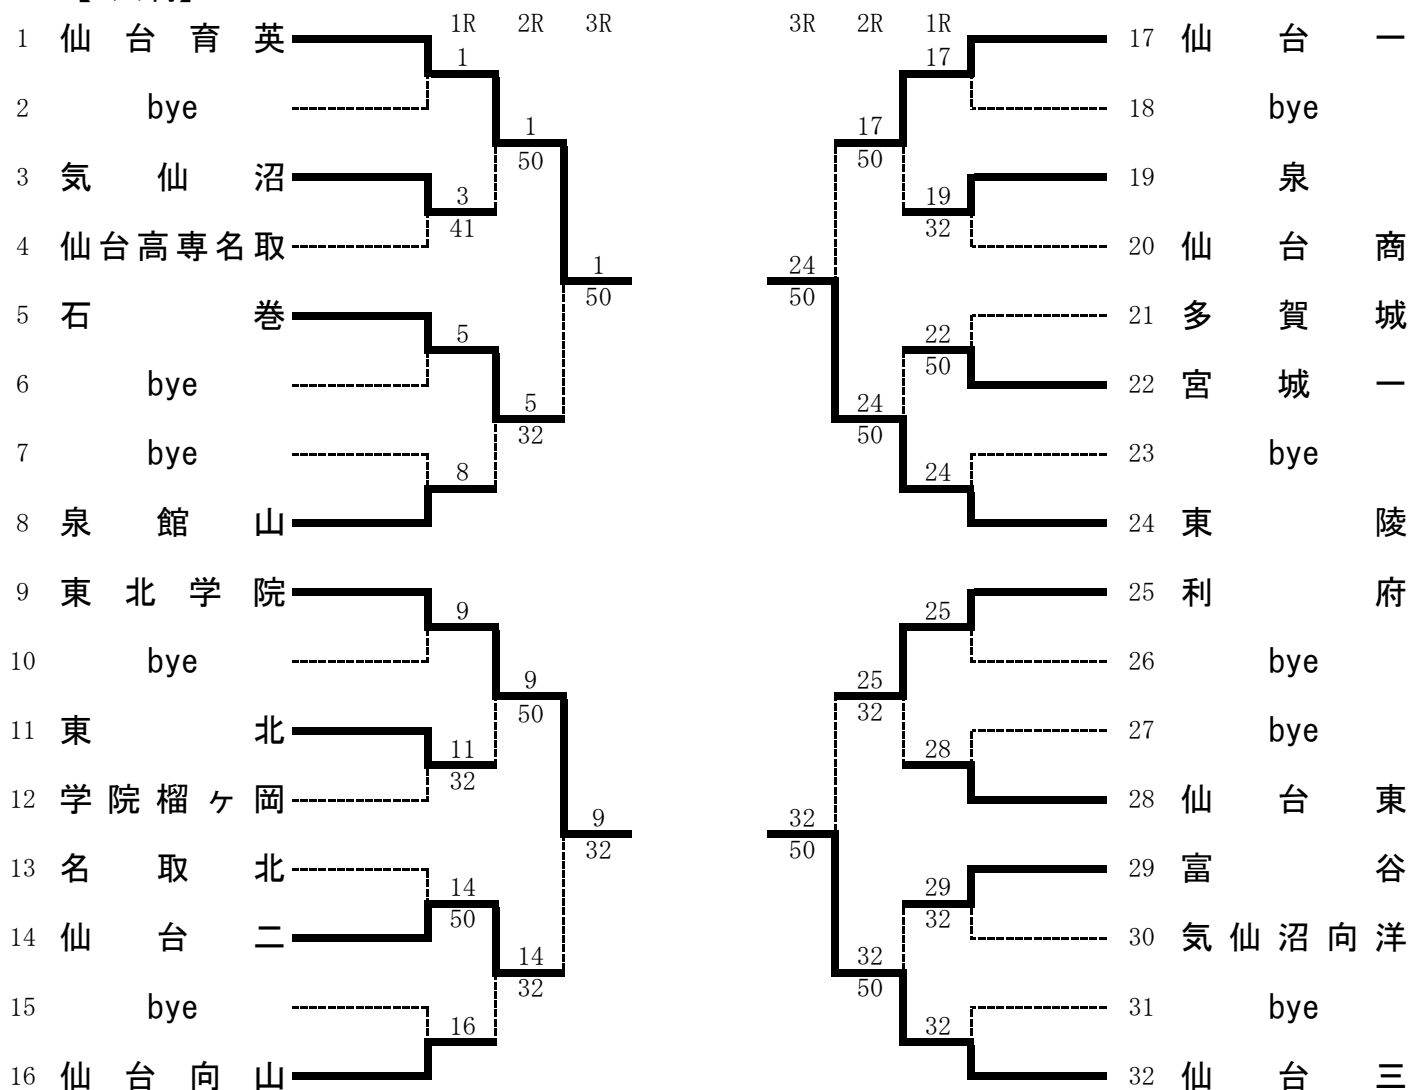 1R 2R 3R 3R 2R 1R
1 仙台育英 1 17 17 仙台一
2 bye 18 bye
1 50 17 50
3 気仙沼 3 41 19 32 19 泉
4 仙台高専名取 20 仙台商
1 50 24 50
5 石巻 5 22 50 21 多賀城
6 bye 22 宮城一
5 32 24 50
7 bye 8 24 23 bye
8 泉館山 24 東陵
9 東北学院 9 25 25 利府
10 bye 26 bye
9 50 25 32
11 東北 11 32 28 27 bye
12 学院榴ヶ岡 28 仙台東
9 32 32 50
13 名取北 14 50 29 32 29 富谷
14 仙台二 30 気仙沼向洋
14 32 32 50
15 bye 16 32 31 bye
16 仙台向山 32 仙台三